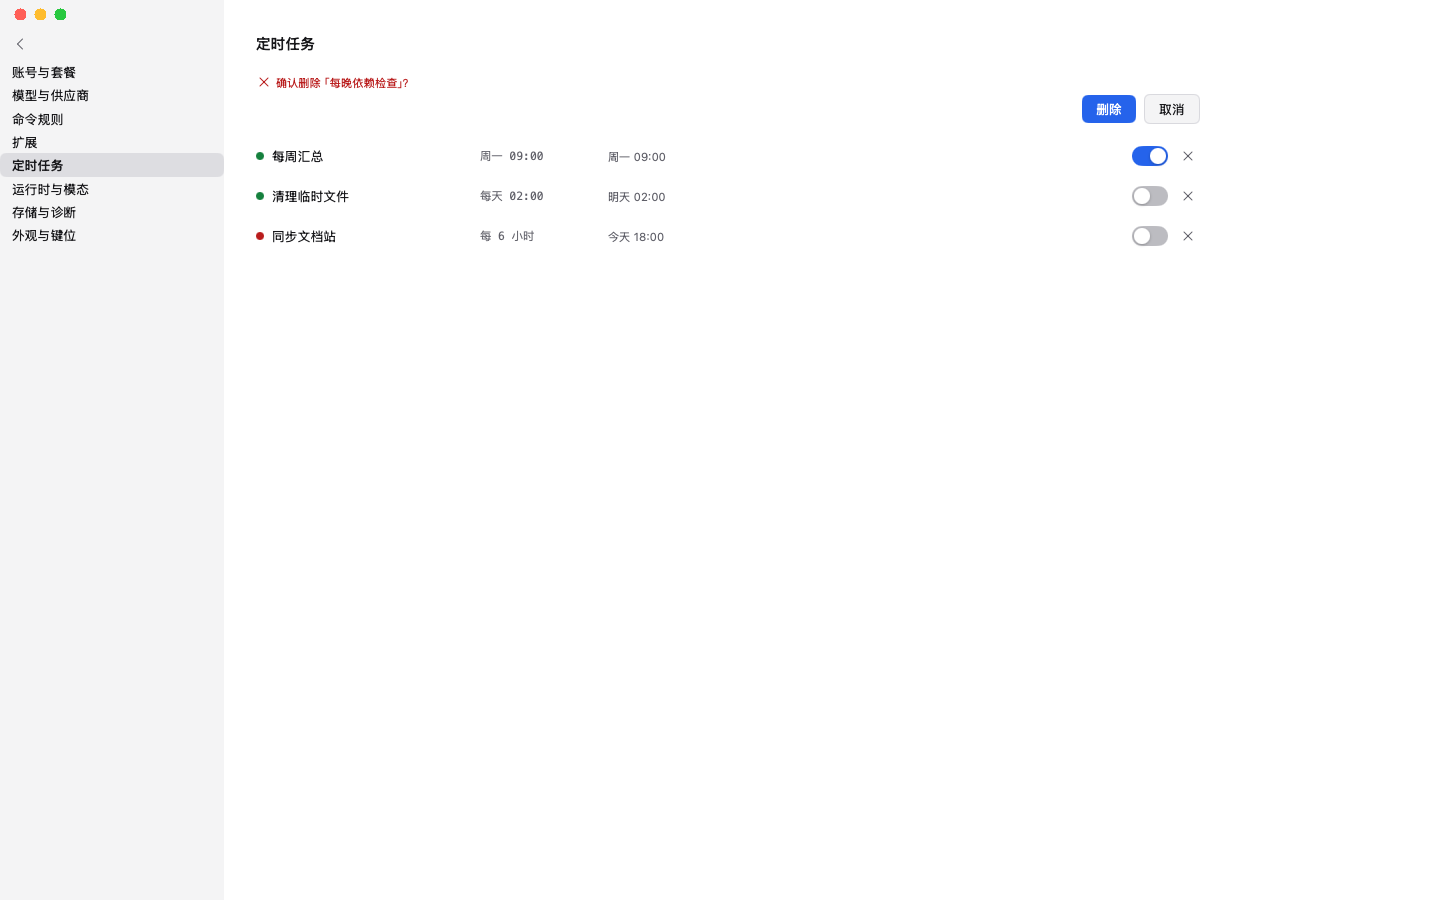 定时任务
账号与套餐
模型与供应商
命令规则
扩展
定时任务
运行时与模态
存储与诊断
外观与键位
确认删除「每晚依赖检查」?
删除 取消
每周汇总 周一 09:00 周一 09:00
清理临时文件 每天 02:00 明天 02:00
同步文档站 每 6 小时 今天 18:00